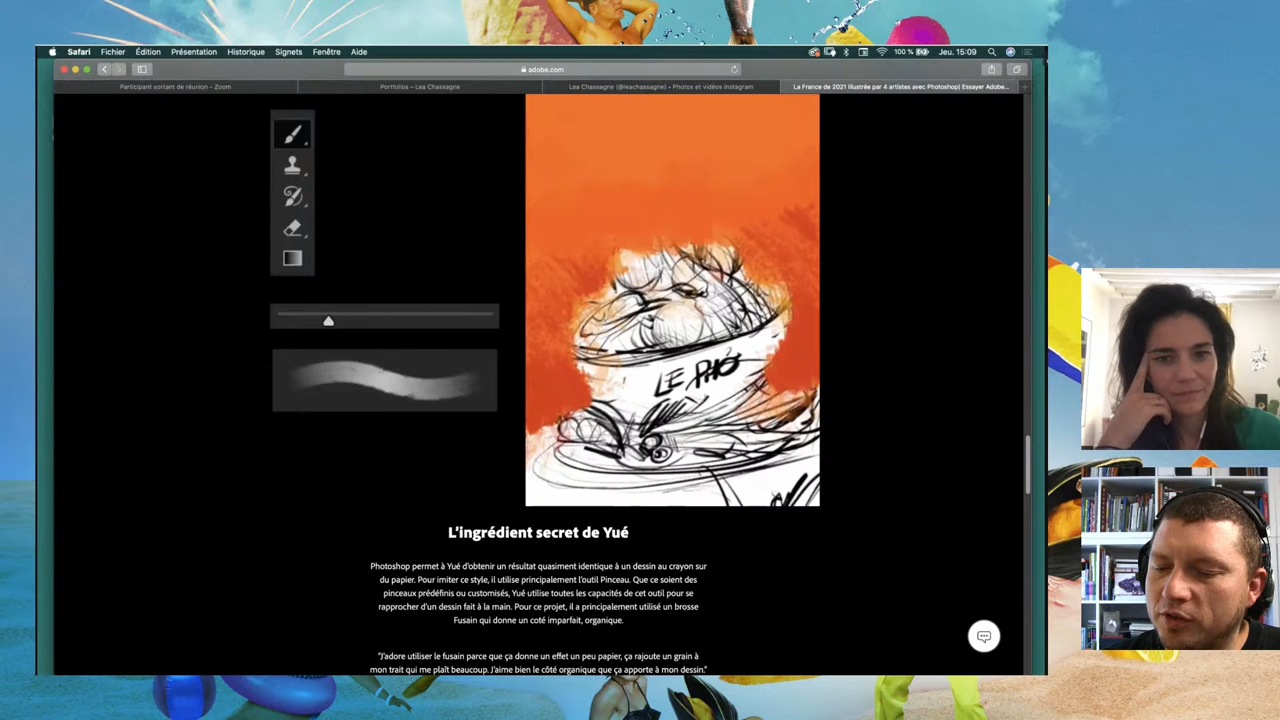 Safari Fichier Édition Présentation Historique Signets Fenêtre Aide 100 % Jeu. 15:09
adobe.com
Participant sortant de réunion – Zoom
Portfolios — Lea Chassagne
Lea Chassagne (@leachassagne) • Photos et vidéos Instagram
La France de 2021 illustrée par 4 artistes avec Photoshop| Essayer Adobe...
LE PHÔ
L'ingrédient secret de Yué
Photoshop permet à Yué d'obtenir un résultat quasiment identique à un dessin au crayon sur
du papier. Pour imiter ce style, il utilise principalement l'outil Pinceau. Que ce soient des
pinceaux prédéfinis ou customisés, Yué utilise toutes les capacités de cet outil pour se
rapprocher d'un dessin fait à la main. Pour ce projet, il a principalement utilisé un brosse
Fusain qui donne un coté imparfait, organique.
"J'adore utiliser le fusain parce que ça donne un effet un peu papier, ça rajoute un grain à
mon trait qui me plaît beaucoup. J'aime bien le côté organique que ça apporte à mon dessin."